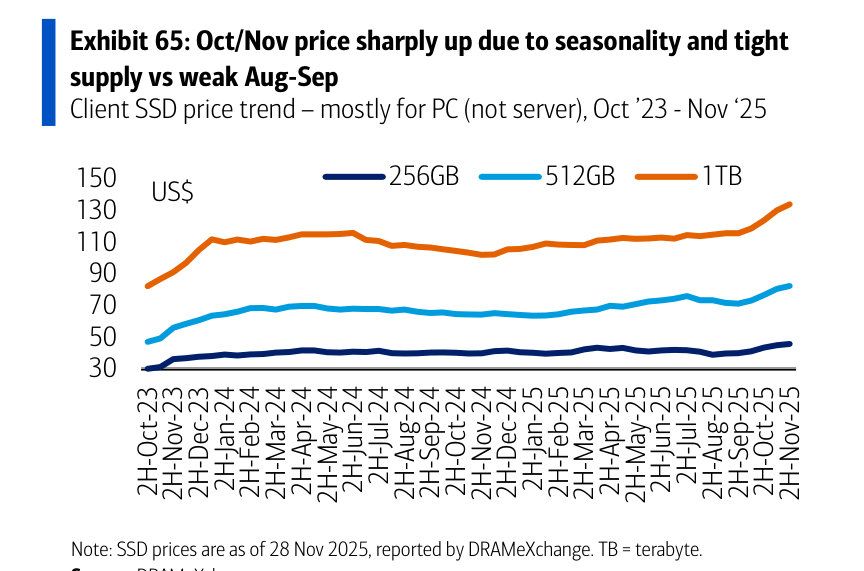 Exhibit 65: Oct/Nov price sharply up due to seasonality and tight
supply vs weak Aug-Sep
Client SSD price trend – mostly for PC (not server), Oct ’23 - Nov ‘25
US$
256GB
512GB
1TB
150
130
110
90
70
50
30
2H-Oct-23
2H-Nov-23
2H-Dec-23
2H-Jan-24
2H-Feb-24
2H-Mar-24
2H-Apr-24
2H-May-24
2H-Jun-24
2H-Jul-24
2H-Aug-24
2H-Sep-24
2H-Oct-24
2H-Nov-24
2H-Dec-24
2H-Jan-25
2H-Feb-25
2H-Mar-25
2H-Apr-25
2H-May-25
2H-Jun-25
2H-Jul-25
2H-Aug-25
2H-Sep-25
2H-Oct-25
2H-Nov-25
Note: SSD prices are as of 28 Nov 2025, reported by DRAMeXchange. TB = terabyte.